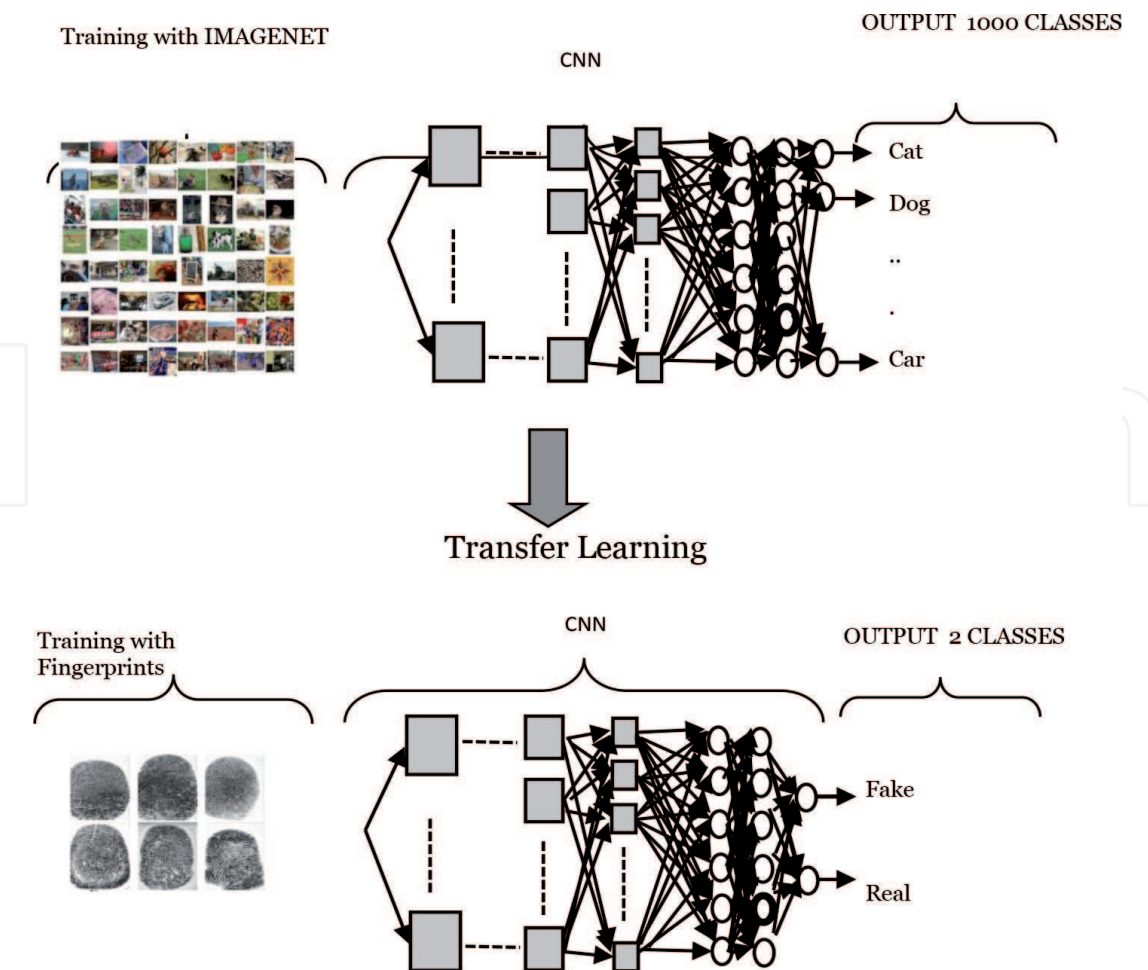 Training with IMAGENET
CNN
OUTPUT 1000 CLASSES
Cat
Dog
..
.
Car
Transfer Learning
Training with
Fingerprints
CNN
OUTPUT 2 CLASSES
Fake
Real